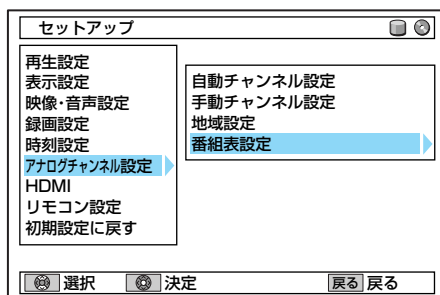 セットアップ
再生設定
表示設定
映像・音声設定
録画設定
時刻設定
アナログチャンネル設定
HDMI
リモコン設定
初期設定に戻す
自動チャンネル設定
手動チャンネル設定
地域設定
番組表設定
選択 決定 戻る 戻る